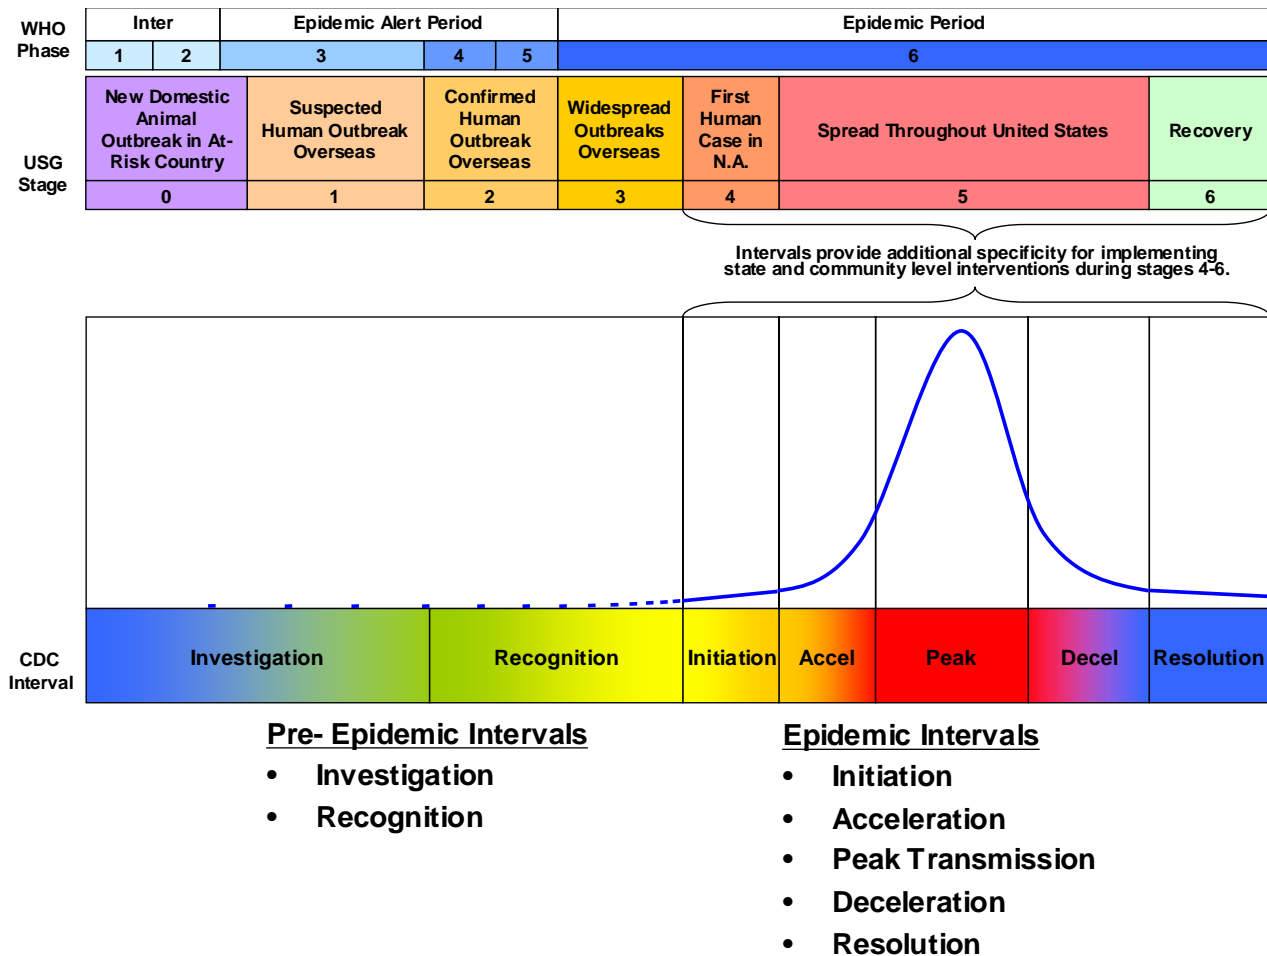 WHO
Phase
Inter
Epidemic Alert Period
Epidemic Period
1
2
3
4
5
6
USG
Stage
New Domestic
Animal
Outbreak in At-
Risk Country
Suspected
Human Outbreak
Overseas
Confirmed
Human
Outbreak
Overseas
Widespread
Outbreaks
Overseas
First
Human
Case in
N.A.
Spread Throughout United States
Recovery
0
1
2
3
4
5
6
Intervals provide additional specificity for implementing
state and community level interventions during stages 4-6.
CDC
Interval
Investigation
Recognition
Initiation
Accel
Peak
Decel
Resolution
Pre- Epidemic Intervals
• Investigation
• Recognition
Epidemic Intervals
• Initiation
• Acceleration
• Peak Transmission
• Deceleration
• Resolution